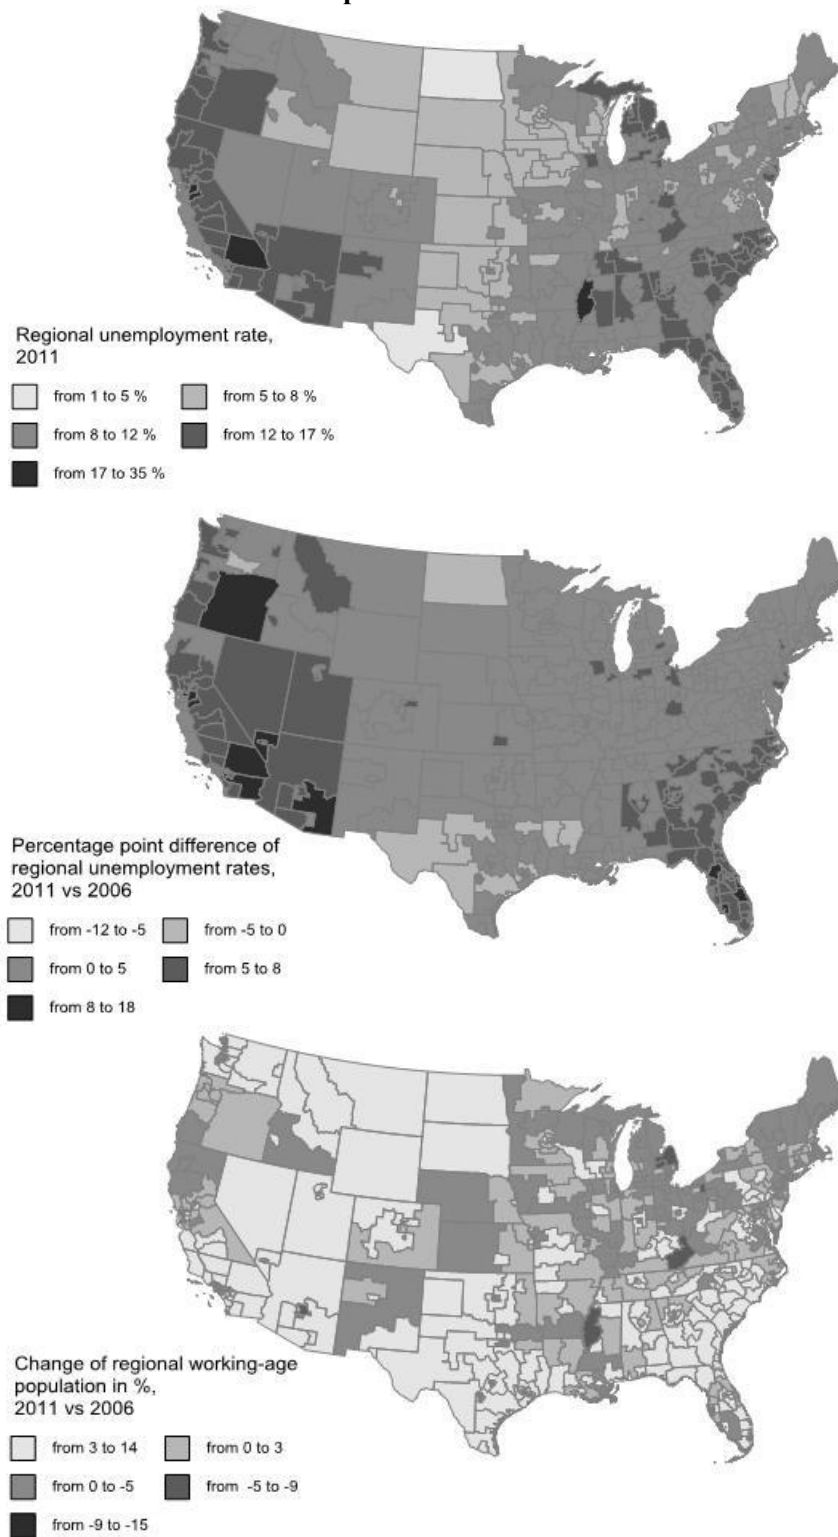 Regional unemployment rate,
2011
from 1 to 5 %
from 5 to 8 %
from 8 to 12 %
from 12 to 17 %
from 17 to 35 %
Percentage point difference of
regional unemployment rates,
2011 vs 2006
from -12 to -5
from -5 to 0
from 0 to 5
from 5 to 8
from 8 to 18
Change of regional working-age
population in %,
2011 vs 2006
from 3 to 14
from 0 to 3
from 0 to -5
from -5 to -9
from -9 to -15